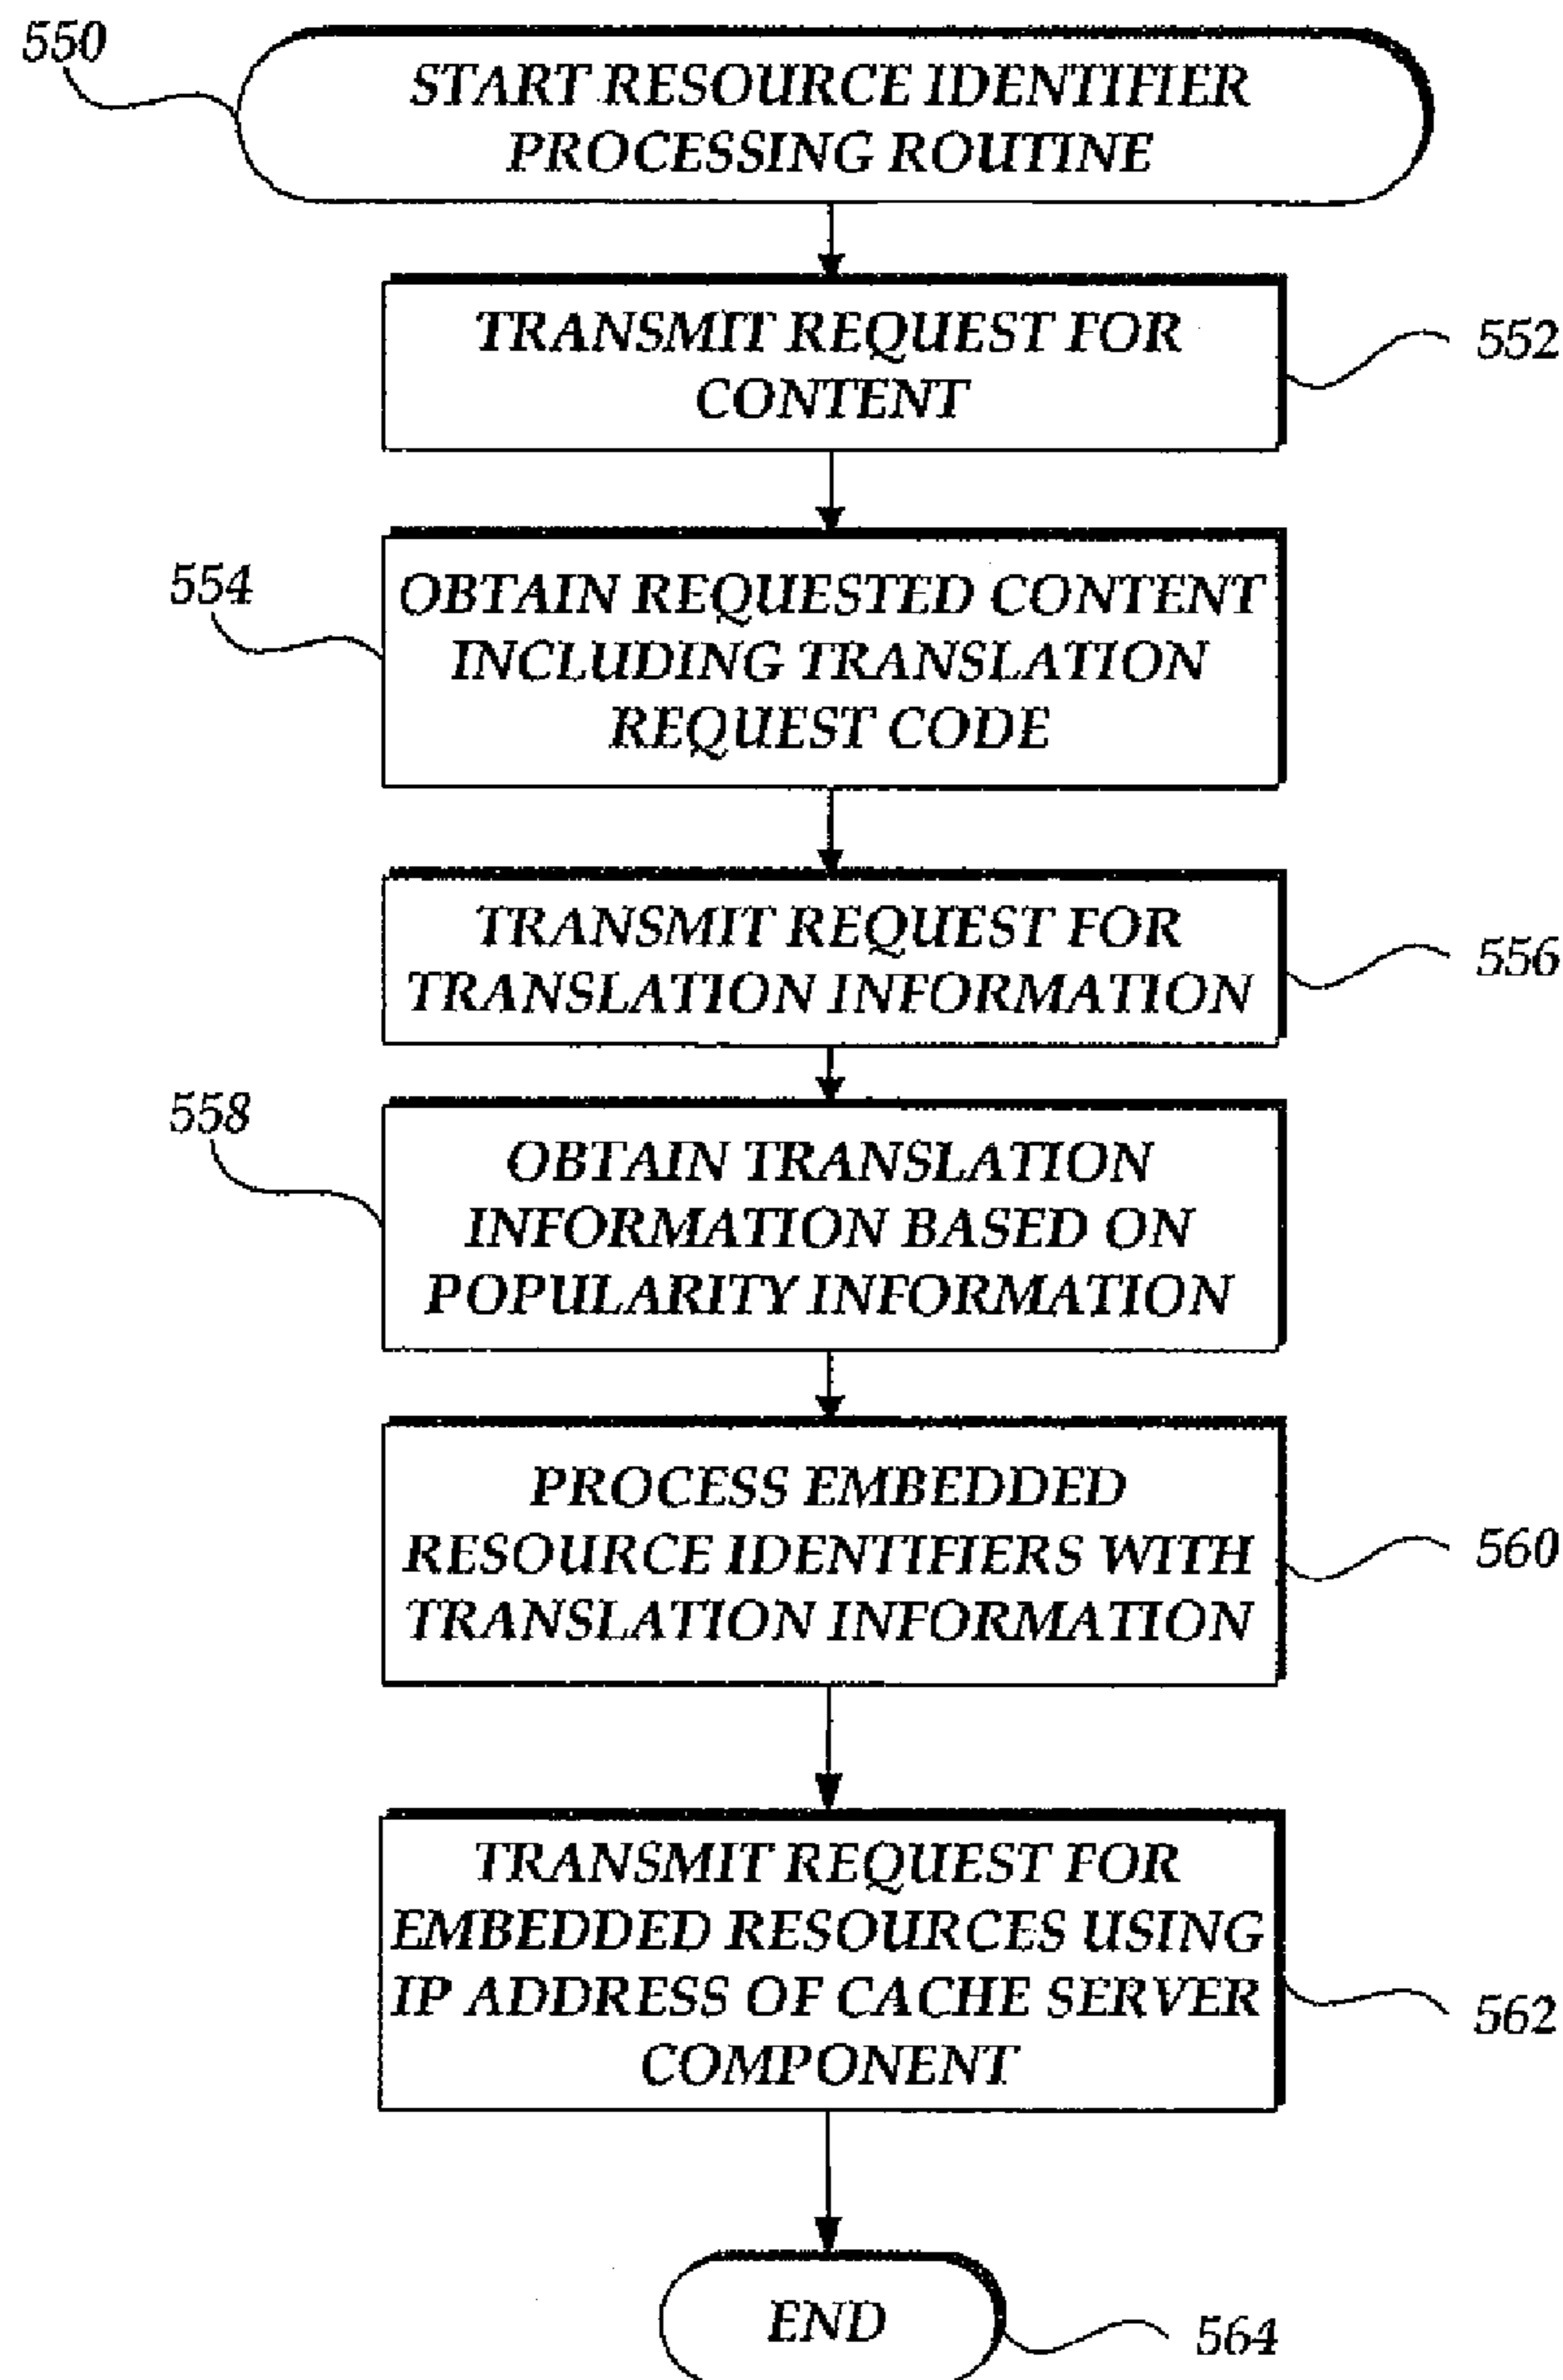 550
START RESOURCE IDENTIFIER
PROCESSING ROUTINE
TRANSMIT REQUEST FOR
CONTENT
552
554
OBTAIN REQUESTED CONTENT
INCLUDING TRANSLATION
REQUEST CODE
TRANSMIT REQUEST FOR
TRANSLATION INFORMATION
556
558
OBTAIN TRANSLATION
INFORMATION BASED ON
POPULARITY INFORMATION
PROCESS EMBEDDED
RESOURCE IDENTIFIERS WITH
TRANSLATION INFORMATION
560
TRANSMIT REQUEST FOR
EMBEDDED RESOURCES USING
IP ADDRESS OF CACHE SERVER
COMPONENT
562
END
564